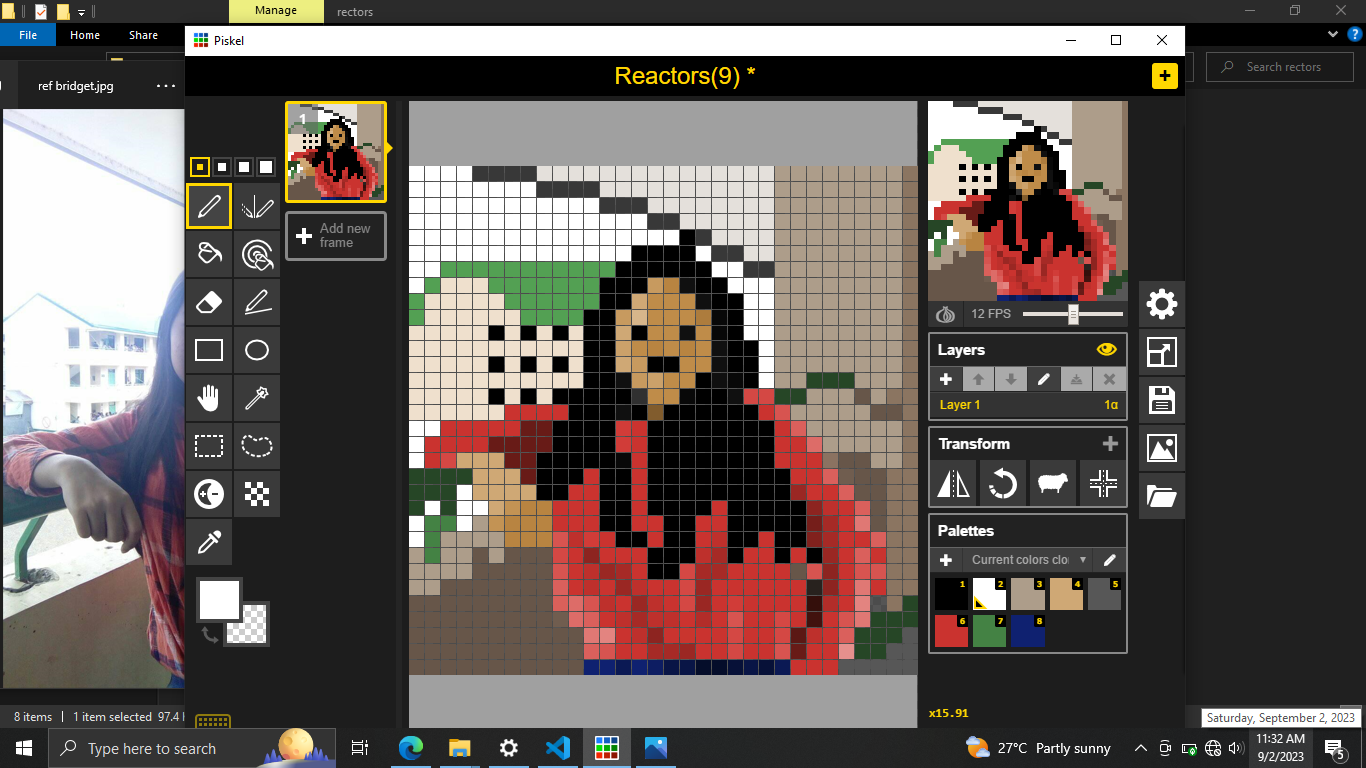 Manage
rectors
File
Home
Share
Piskel
Search rectors
Reactors(9) *
ref bridget.jpg
1
Add new
frame
12 FPS
Layers
Layer 1
1α
Transform
Palettes
Current colors clo
1
2
3
4
5
6
7
8
x15.91
8 items
1 item selected
97.4
Saturday, September 2, 2023
Type here to search
27°C Partly sunny
11:32 AM
9/2/2023
5